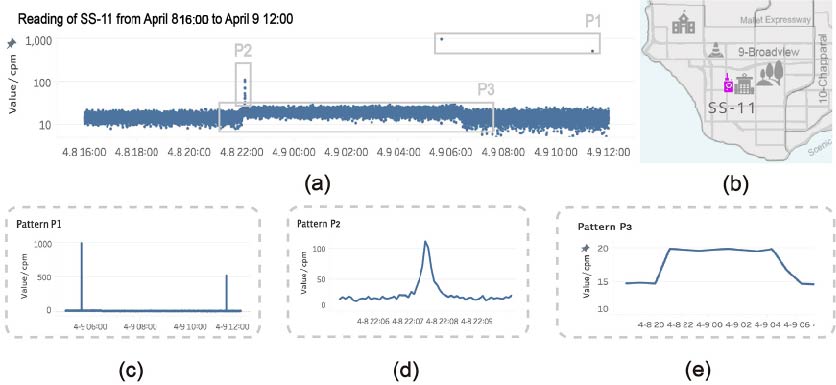 Reading of SS-11 from April 8 16:00 to April 9 12:00
P1
P2
P3
Value/ cpm
1,000
100
10
4.8 16:00 4.8 18:00 4.8 20:00 4.8 22:00 4.9 00:00 4.9 02:00 4.9 04:00 4.9 06:00 4.9 08:00 4.9 10:00 4.9 12:00
(a)
Mallet Expressway
9-Broadview
10-Chapparal
SS-11
Scenic
(b)
Pattern P1
Value/ cpm
1000
500
0
4-9 06:00 4-9 08:00 4-9 10:00 4-9 12:00
(c)
Pattern P2
Value/ cpm
100
50
0
4-8 22:06 4-8 22:07 4-8 22:08 4-8 22:09
(d)
Pattern P3
Value/ cpm
20
15
10
4-8 20 4-8 22 4-9 00 4-9 02 4-9 04 4-9 06
(e)